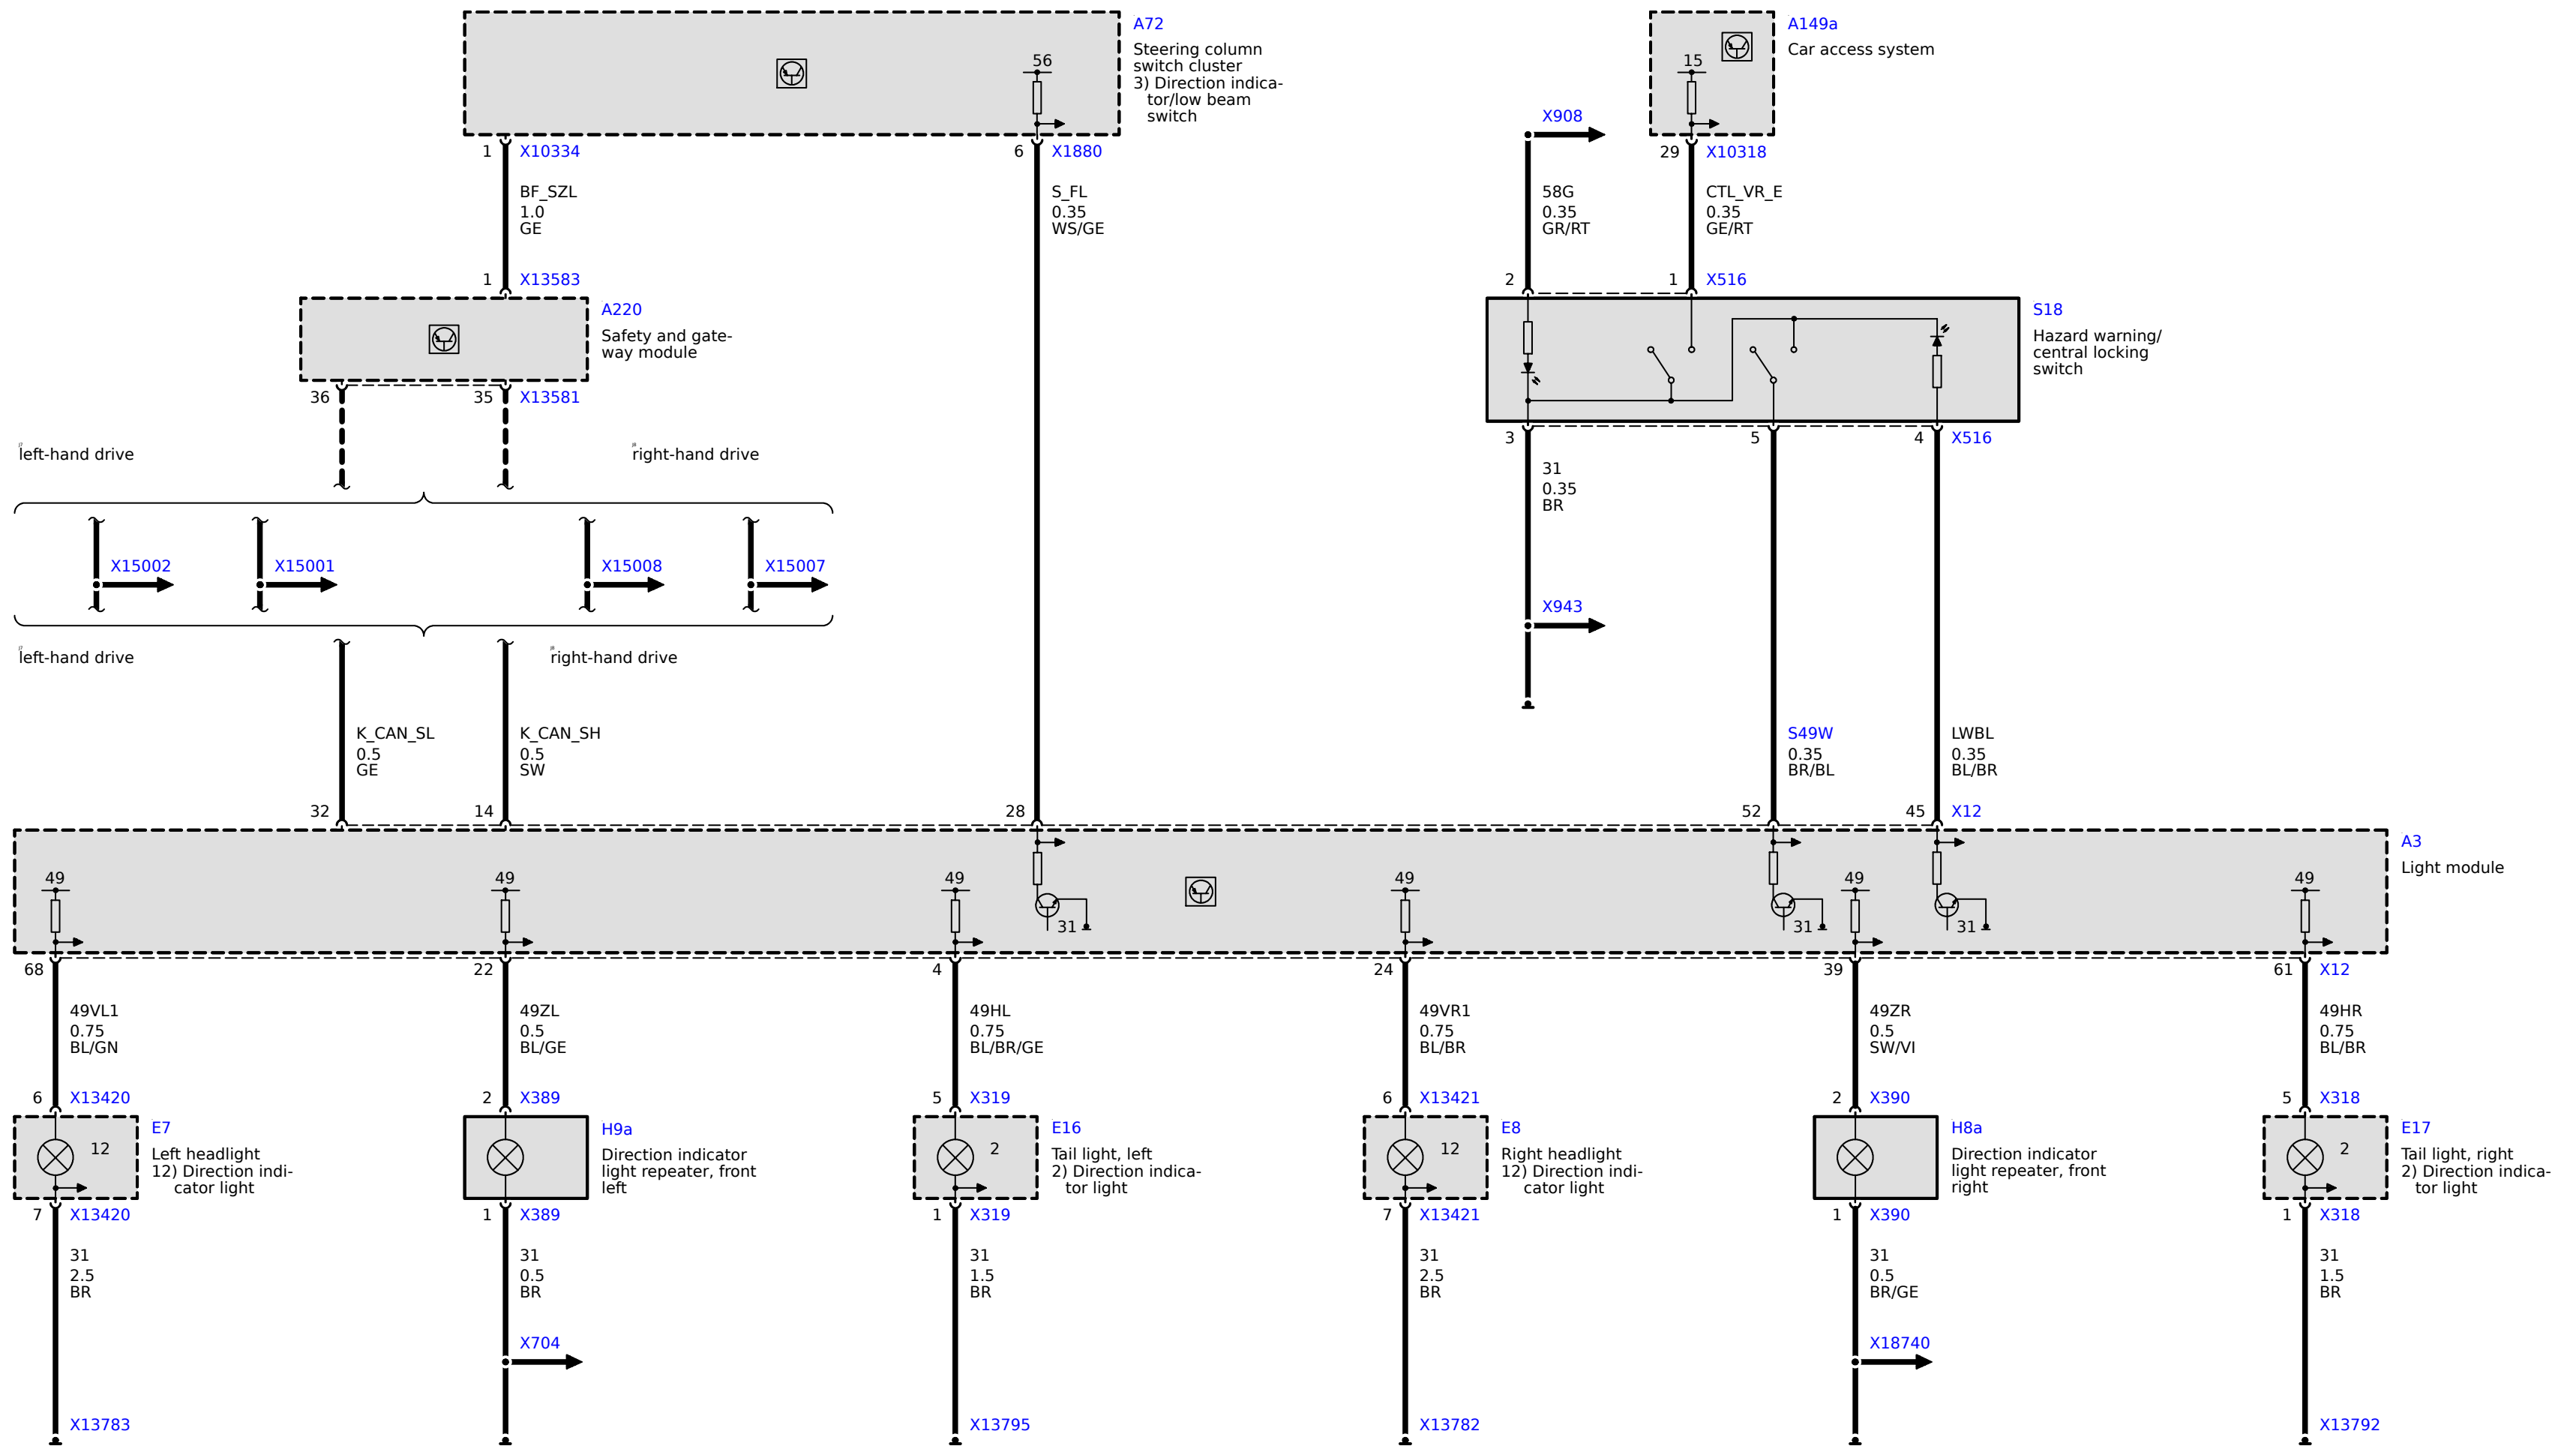 A72
Steering column
switch cluster
3) Direction indica-
tor/low beam
switch
56
A149a
Car access system
15
X908
1 X10334
6 X1880
29 X10318
BF_SZL
1.0
GE
S_FL
0.35
WS/GE
58G
0.35
GR/RT
CTL_VR_E
0.35
GE/RT
1 X13583
2
1 X516
A220
Safety and gate-
way module
S18
Hazard warning/
central locking
switch
36
35 X13581
3
5
4 X516
left-hand drive
right-hand drive
31
0.35
BR
X15002
X15001
X15008
X15007
X943
left-hand drive
right-hand drive
K_CAN_SL
0.5
GE
K_CAN_SH
0.5
SW
S49W
0.35
BR/BL
LWBL
0.35
BL/BR
32
14
28
52
45 X12
A3
Light module
49
49
49
31
49
31
49
31
49
68
22
4
24
39
61 X12
49VL1
0.75
BL/GN
49ZL
0.5
BL/GE
49HL
0.75
BL/BR/GE
49VR1
0.75
BL/BR
49ZR
0.5
SW/VI
49HR
0.75
BL/BR
6 X13420
2 X389
5 X319
6 X13421
2 X390
5 X318
12
E7
Left headlight
12) Direction indi-
cator light
H9a
Direction indicator
light repeater, front
left
2
E16
Tail light, left
2) Direction indica-
tor light
12
E8
Right headlight
12) Direction indi-
cator light
H8a
Direction indicator
light repeater, front
right
2
E17
Tail light, right
2) Direction indica-
tor light
7 X13420
1 X389
1 X319
7 X13421
1 X390
1 X318
31
2.5
BR
31
0.5
BR
31
1.5
BR
31
2.5
BR
31
0.5
BR/GE
31
1.5
BR
X704
X18740
X13783
X13795
X13782
X13792